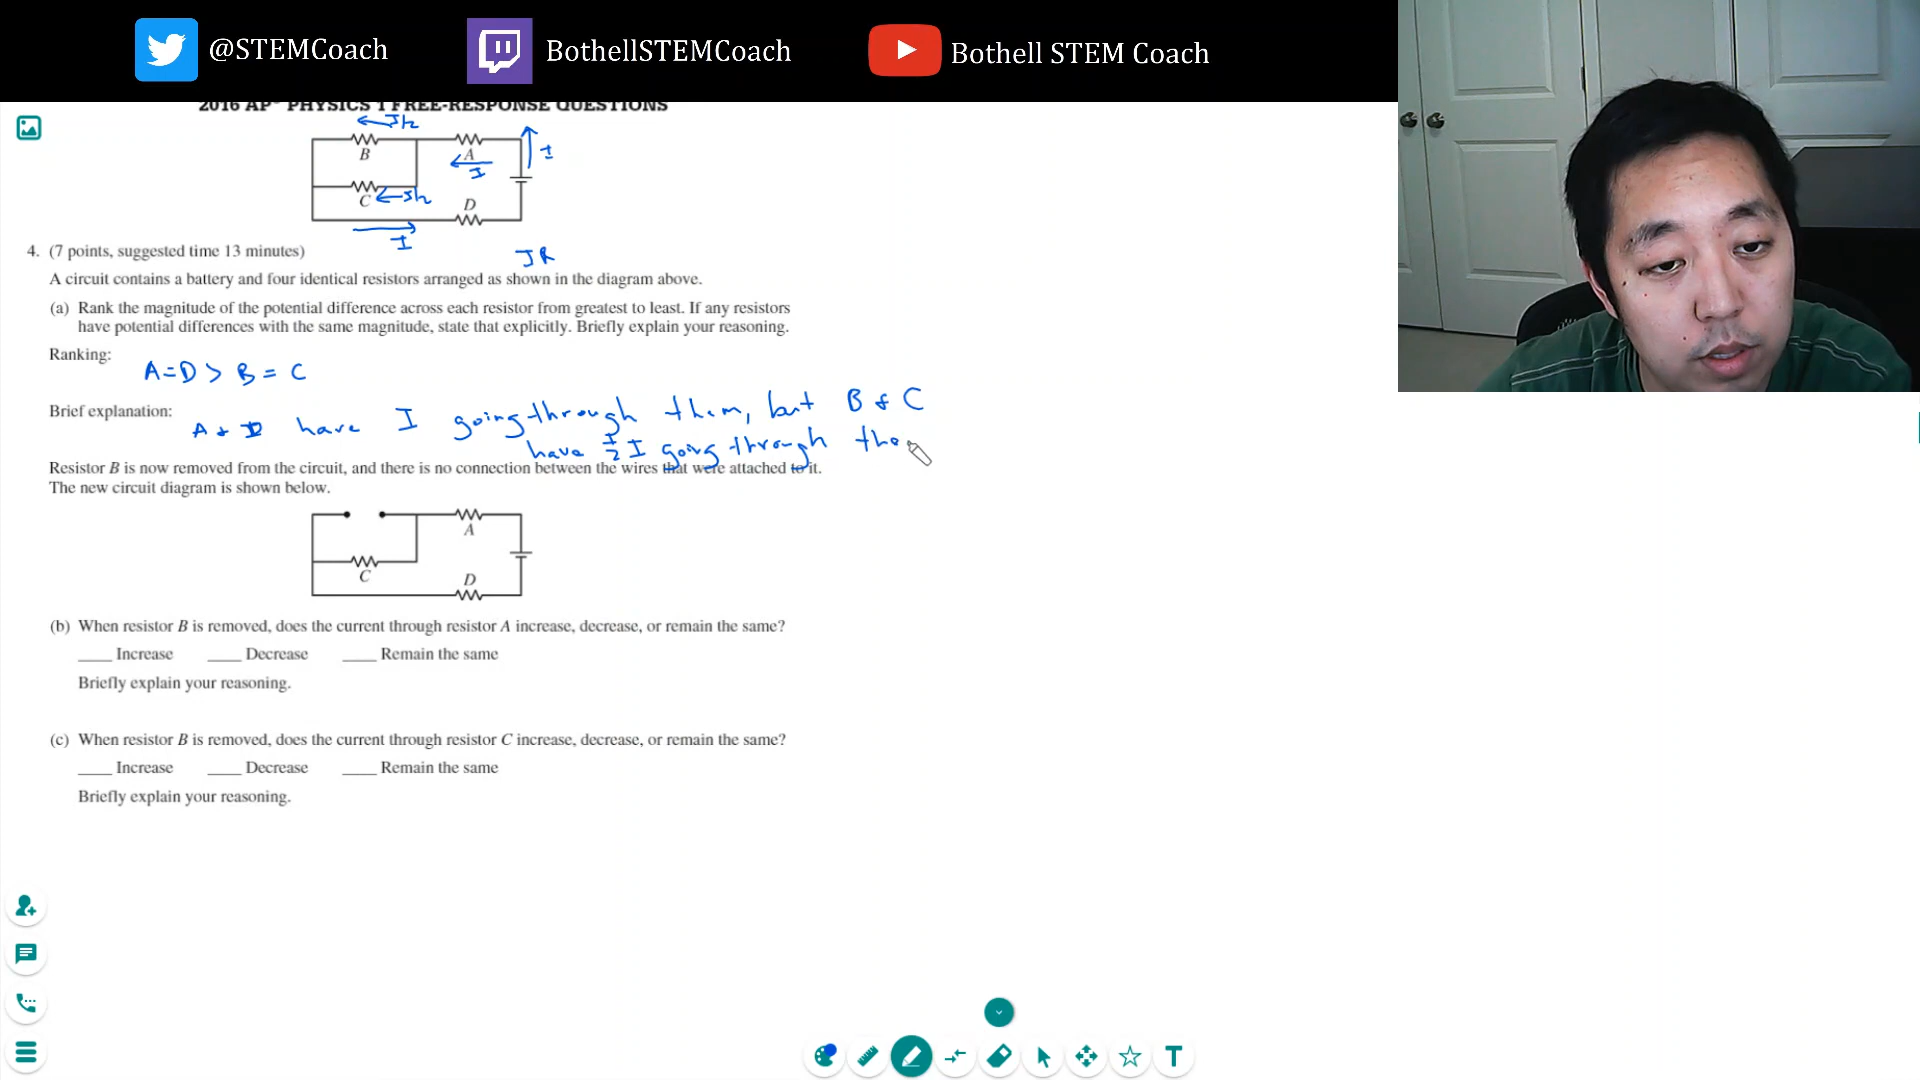 @STEMCoach BothellSTEMCoach Bothell STEM Coach
2016 AP® PHYSICS 1 FREE-RESPONSE QUESTIONS
B
A
I
I
C
D
I
IR
4. (7 points, suggested time 13 minutes)
A circuit contains a battery and four identical resistors arranged as shown in the diagram above.
(a) Rank the magnitude of the potential difference across each resistor from greatest to least. If any resistors
have potential differences with the same magnitude, state that explicitly. Briefly explain your reasoning.
Ranking:
A=D > B = C
Brief explanation:
A + D have I going through them, but B & C
have 1/2 I going through the
Resistor B is now removed from the circuit, and there is no connection between the wires that were attached to it.
The new circuit diagram is shown below.
A
C
D
(b) When resistor B is removed, does the current through resistor A increase, decrease, or remain the same?
____ Increase ____ Decrease ____ Remain the same
Briefly explain your reasoning.
(c) When resistor B is removed, does the current through resistor C increase, decrease, or remain the same?
____ Increase ____ Decrease ____ Remain the same
Briefly explain your reasoning.
T